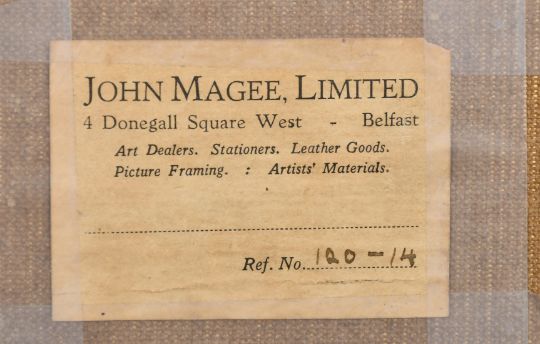 JOHN MAGEE, LIMITED
4 Donegall Square West - Belfast
Art Dealers. Stationers. Leather Goods.
Picture Framing. : Artists' Materials.
Ref. No. 120-14